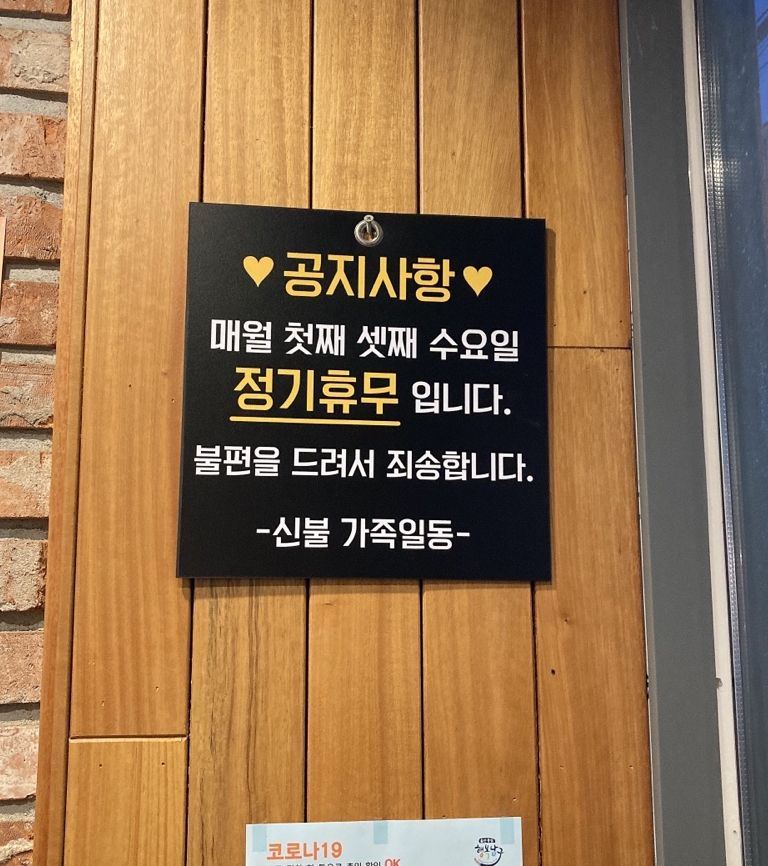 ♥공지사항♥
매월 첫째 셋째 수요일
정기휴무 입니다.
불편을 드려서 죄송합니다.
-신불 가족일동-
코로나19
OK